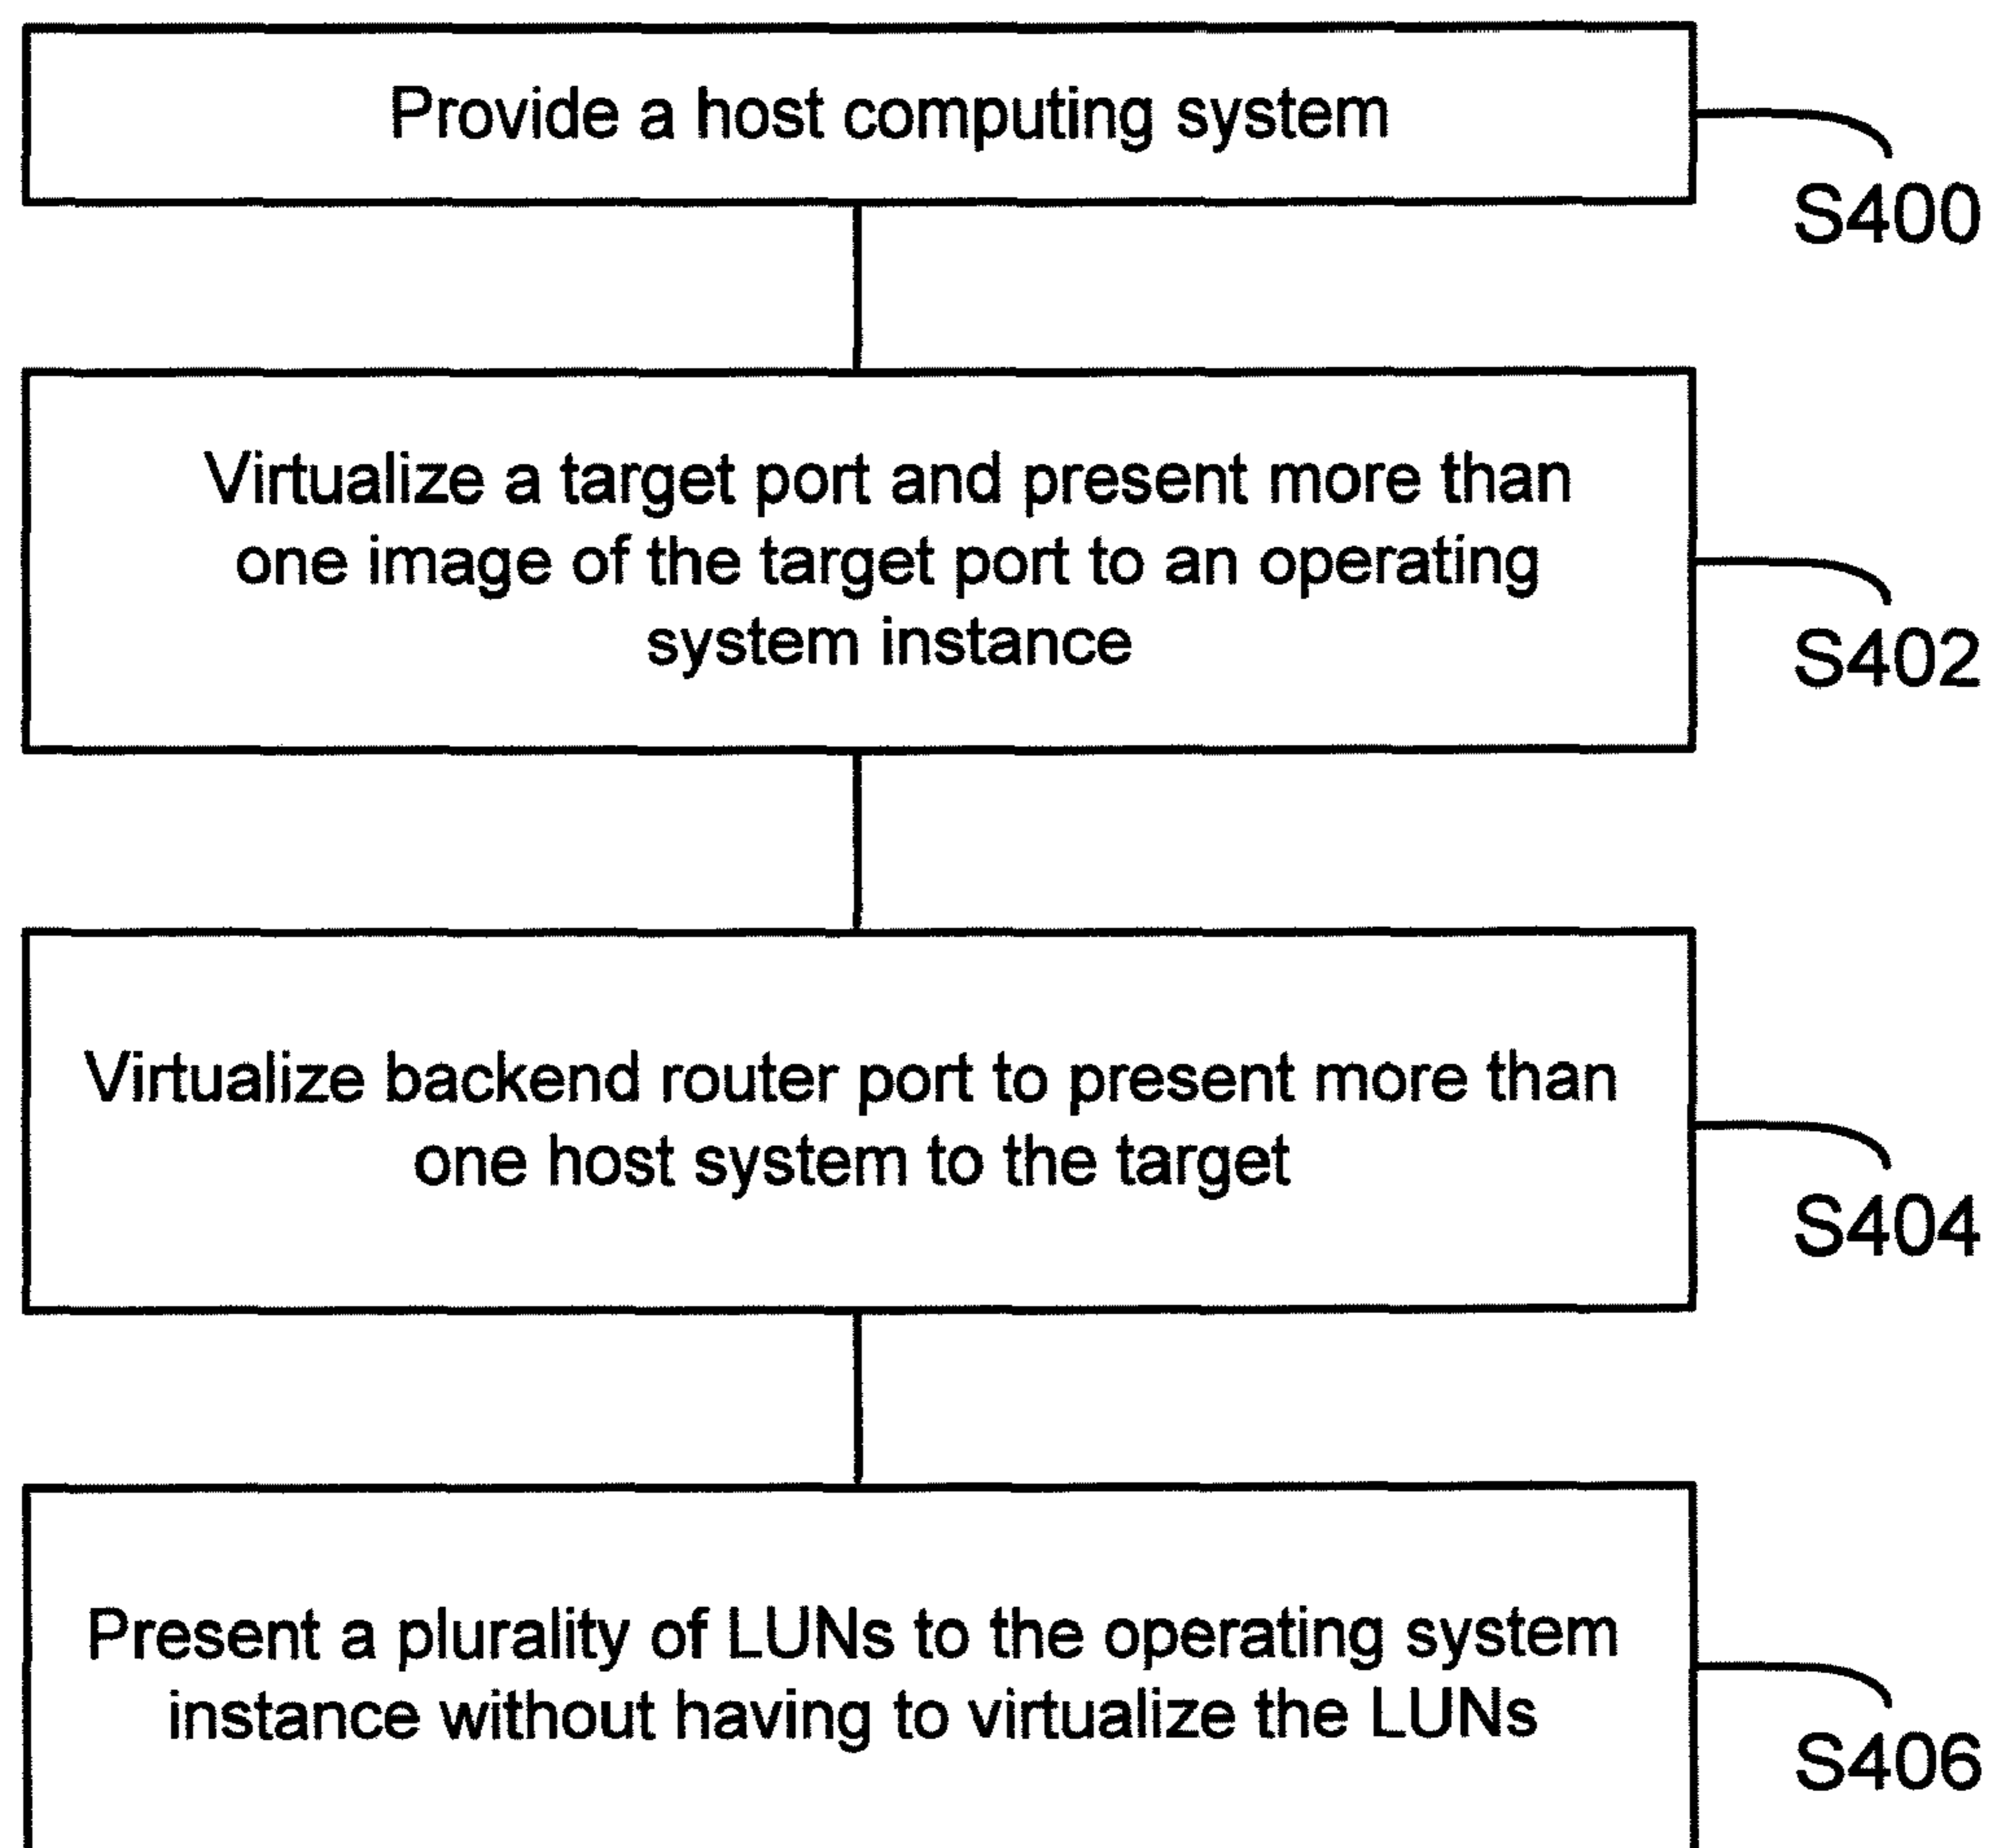 Provide a host computing system
S400
Virtualize a target port and present more than
one image of the target port to an operating
system instance
S402
Virtualize backend router port to present more than
one host system to the target
S404
Present a plurality of LUNs to the operating system
instance without having to virtualize the LUNs
S406